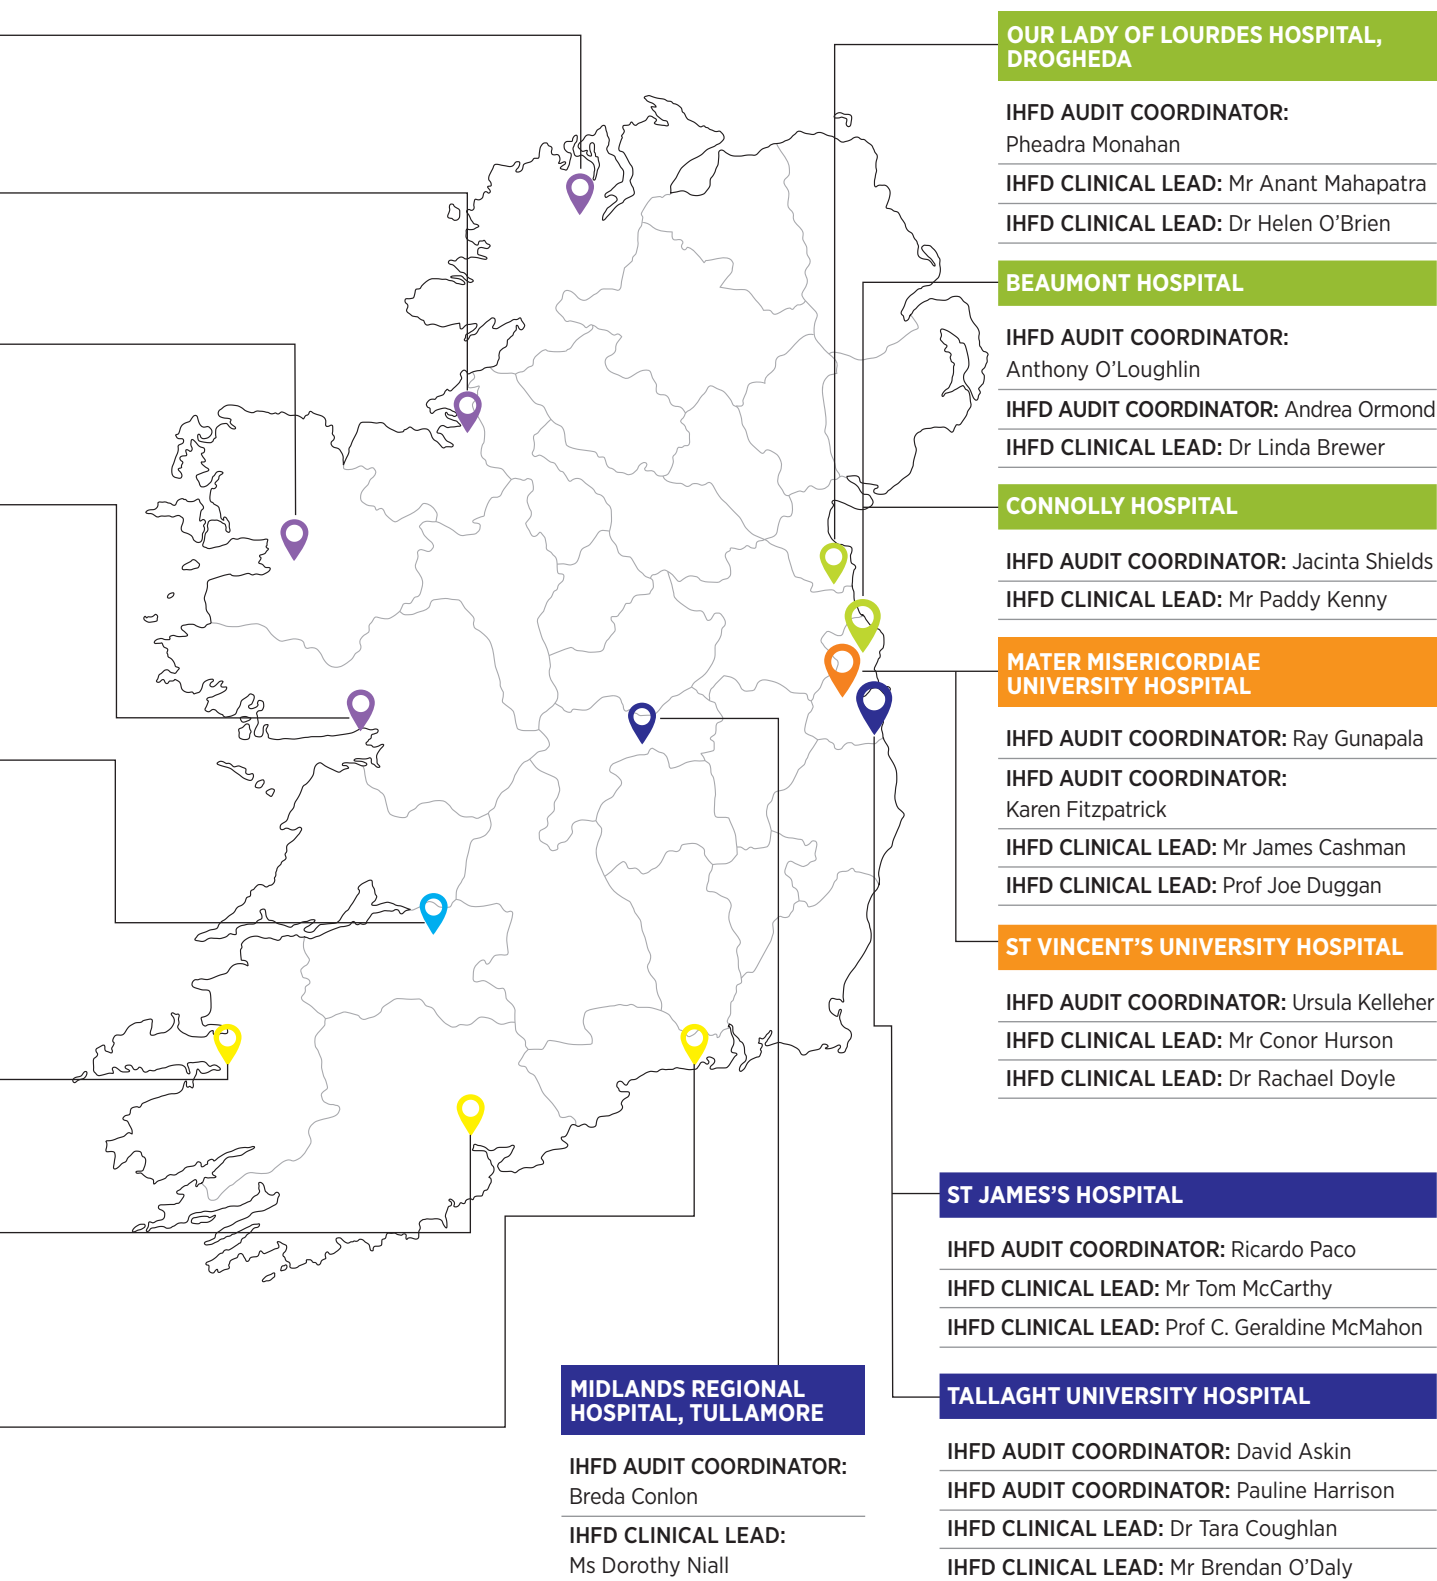 OUR LADY OF LOURDES HOSPITAL,
DROGHEDA
IHFD AUDIT COORDINATOR:
Pheadra Monahan
IHFD CLINICAL LEAD: Mr Anant Mahapatra
IHFD CLINICAL LEAD: Dr Helen O’Brien
BEAUMONT HOSPITAL
IHFD AUDIT COORDINATOR:
Anthony O’Loughlin
IHFD AUDIT COORDINATOR: Andrea Ormond
IHFD CLINICAL LEAD: Dr Linda Brewer
CONNOLLY HOSPITAL
IHFD AUDIT COORDINATOR: Jacinta Shields
IHFD CLINICAL LEAD: Mr Paddy Kenny
MATER MISERICORDIAE
UNIVERSITY HOSPITAL
IHFD AUDIT COORDINATOR: Ray Gunapala
IHFD AUDIT COORDINATOR:
Karen Fitzpatrick
IHFD CLINICAL LEAD: Mr James Cashman
IHFD CLINICAL LEAD: Prof Joe Duggan
ST VINCENT’S UNIVERSITY HOSPITAL
IHFD AUDIT COORDINATOR: Ursula Kelleher
IHFD CLINICAL LEAD: Mr Conor Hurson
IHFD CLINICAL LEAD: Dr Rachael Doyle
ST JAMES’S HOSPITAL
IHFD AUDIT COORDINATOR: Ricardo Paco
IHFD CLINICAL LEAD: Mr Tom McCarthy
IHFD CLINICAL LEAD: Prof C. Geraldine McMahon
TALLAGHT UNIVERSITY HOSPITAL
IHFD AUDIT COORDINATOR: David Askin
IHFD AUDIT COORDINATOR: Pauline Harrison
IHFD CLINICAL LEAD: Dr Tara Coughlan
IHFD CLINICAL LEAD: Mr Brendan O’Daly
MIDLANDS REGIONAL
HOSPITAL, TULLAMORE
IHFD AUDIT COORDINATOR:
Breda Conlon
IHFD CLINICAL LEAD:
Ms Dorothy Niall